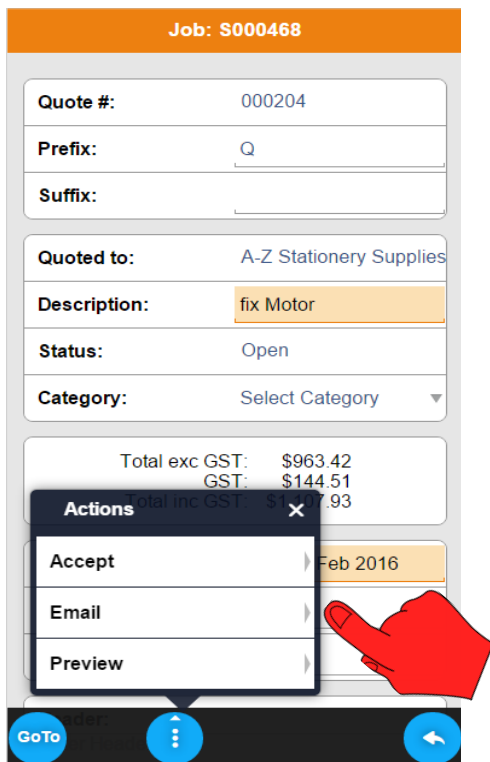 Job: S000468
Quote #: 000204
Prefix: Q
Suffix:
Quoted to: A-Z Stationery Supplies
Description: fix Motor
Status: Open
Category: Select Category
Total exc GST: $963.42
GST: $144.51
Total inc GST: $1,107.93
Actions
Accept
Feb 2016
Email
Preview
GoTo